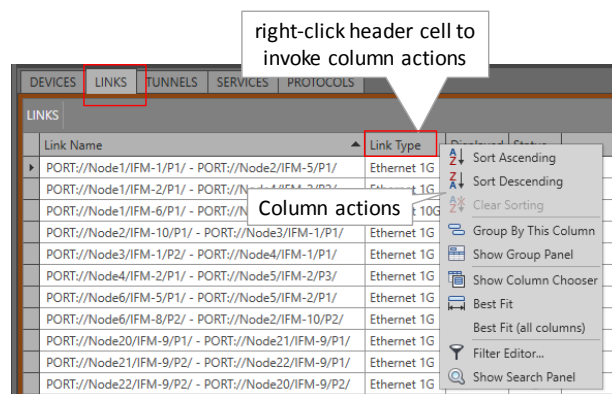 right-click header cell to
invoke column actions
DEVICES LINKS TUNNELS SERVICES PROTOCOLS
LINKS
Link Name Link Type Displayed Status
PORT://Node1/IFM-1/P1/ - PORT://Node2/IFM-5/P1/ Ethernet 1G
PORT://Node1/IFM-2/P1/ - Ethernet 1G
PORT://Node1/IFM-6/P1/ - 10G
PORT://Node2/IFM-10/P1/ - PORT://Node3/IFM-1/P1/ Ethernet 1G
PORT://Node3/IFM-1/P2/ - PORT://Node4/IFM-1/P1/ Ethernet 1G
PORT://Node4/IFM-2/P1/ - PORT://Node5/IFM-2/P3/ Ethernet 1G
PORT://Node6/IFM-5/P1/ - PORT://Node5/IFM-2/P1/ Ethernet 1G
PORT://Node6/IFM-8/P2/ - PORT://Node2/IFM-10/P2/ Ethernet 1G
PORT://Node20/IFM-9/P1/ - PORT://Node21/IFM-9/P1/ Ethernet 1G
PORT://Node21/IFM-9/P2/ - PORT://Node22/IFM-9/P1/ Ethernet 1G
PORT://Node22/IFM-9/P2/ - PORT://Node20/IFM-9/P2/ Ethernet 1G
Column actions
Sort Ascending
Sort Descending
Clear Sorting
Group By This Column
Show Group Panel
Show Column Chooser
Best Fit
Best Fit (all columns)
Filter Editor...
Show Search Panel